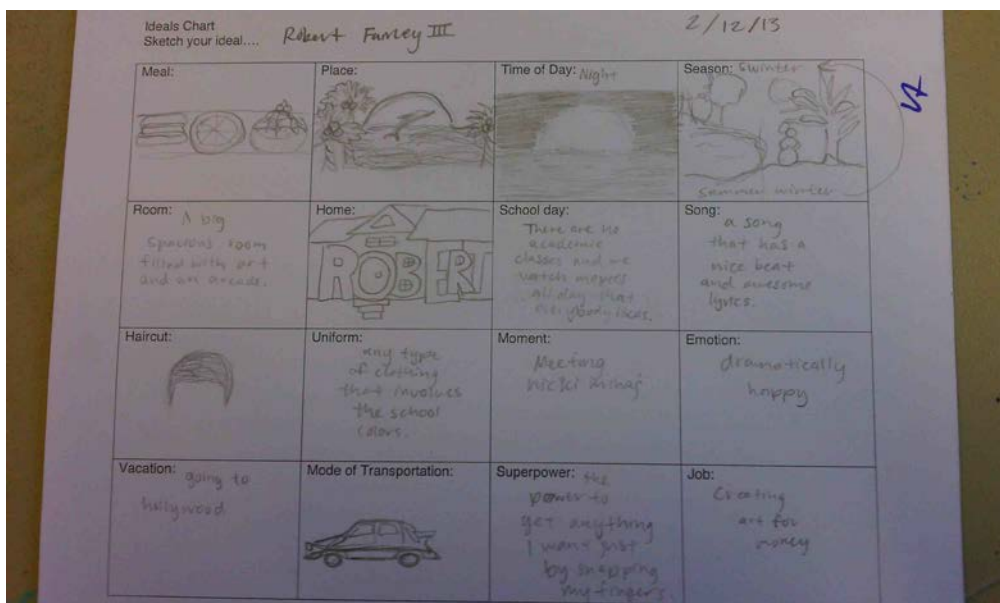 Ideals Chart
Sketch your ideal....
Robert Farley III
2/12/13
Meal:
Place:
Time of Day: Night
Season: Swinter
summer winter
Room: A big
spacious room
filled with art
and an arcade.
Home:
ROBERT
School day:
There are no
academic
classes and we
watch movies
all day that
everybody likes.
Song:
a song
that has a
nice beat
and awesome
lyrics.
Haircut:
Uniform:
any type
of clothing
that involves
the school
colors.
Moment:
Meeting
nicki minaj
Emotion:
dramatically
happy
Vacation: going to
hollywood
Mode of Transportation:
Superpower: the
power to
get anything
I want just
by snapping
my fingers.
Job:
Creating
art for
money